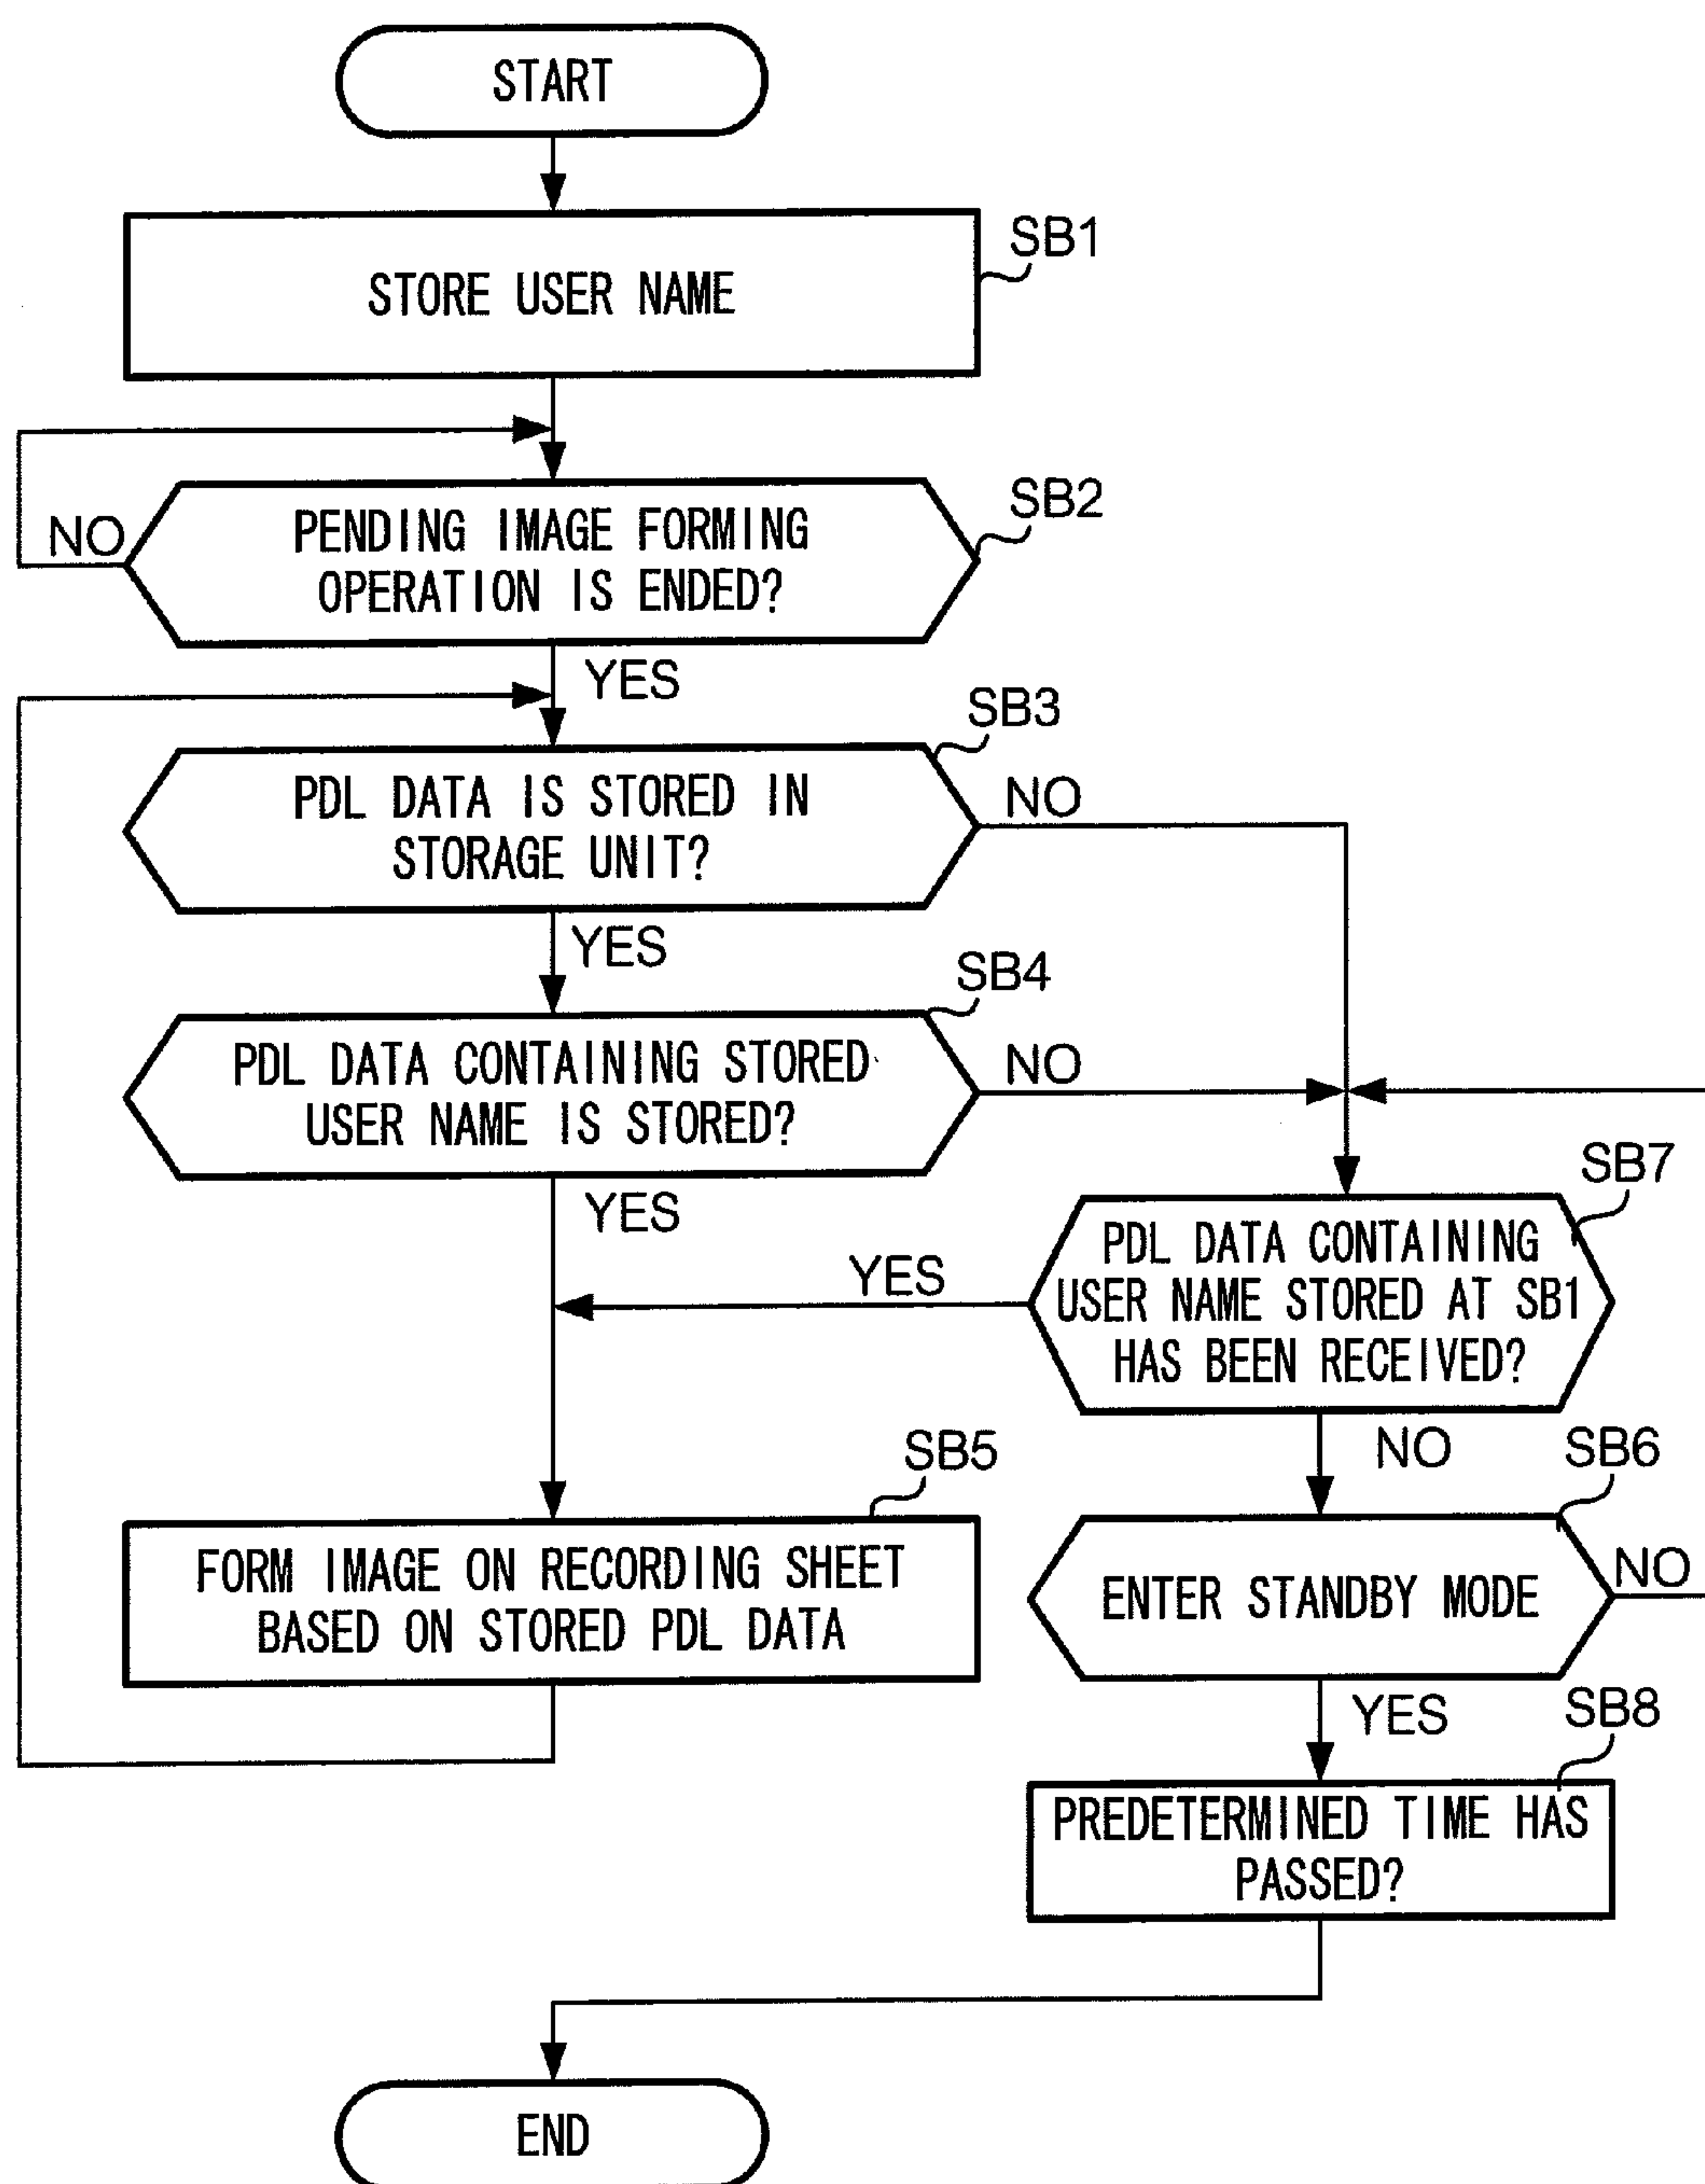 START
SB1
STORE USER NAME
SB2
NO
PENDING IMAGE FORMING
OPERATION IS ENDED?
YES
SB3
PDL DATA IS STORED IN
STORAGE UNIT?
NO
YES
SB4
PDL DATA CONTAINING STORED
USER NAME IS STORED?
NO
YES
SB7
PDL DATA CONTAINING
USER NAME STORED AT SB1
HAS BEEN RECEIVED?
YES
NO
SB5
FORM IMAGE ON RECORDING SHEET
BASED ON STORED PDL DATA
SB6
ENTER STANDBY MODE
NO
YES
SB8
PREDETERMINED TIME HAS
PASSED?
END